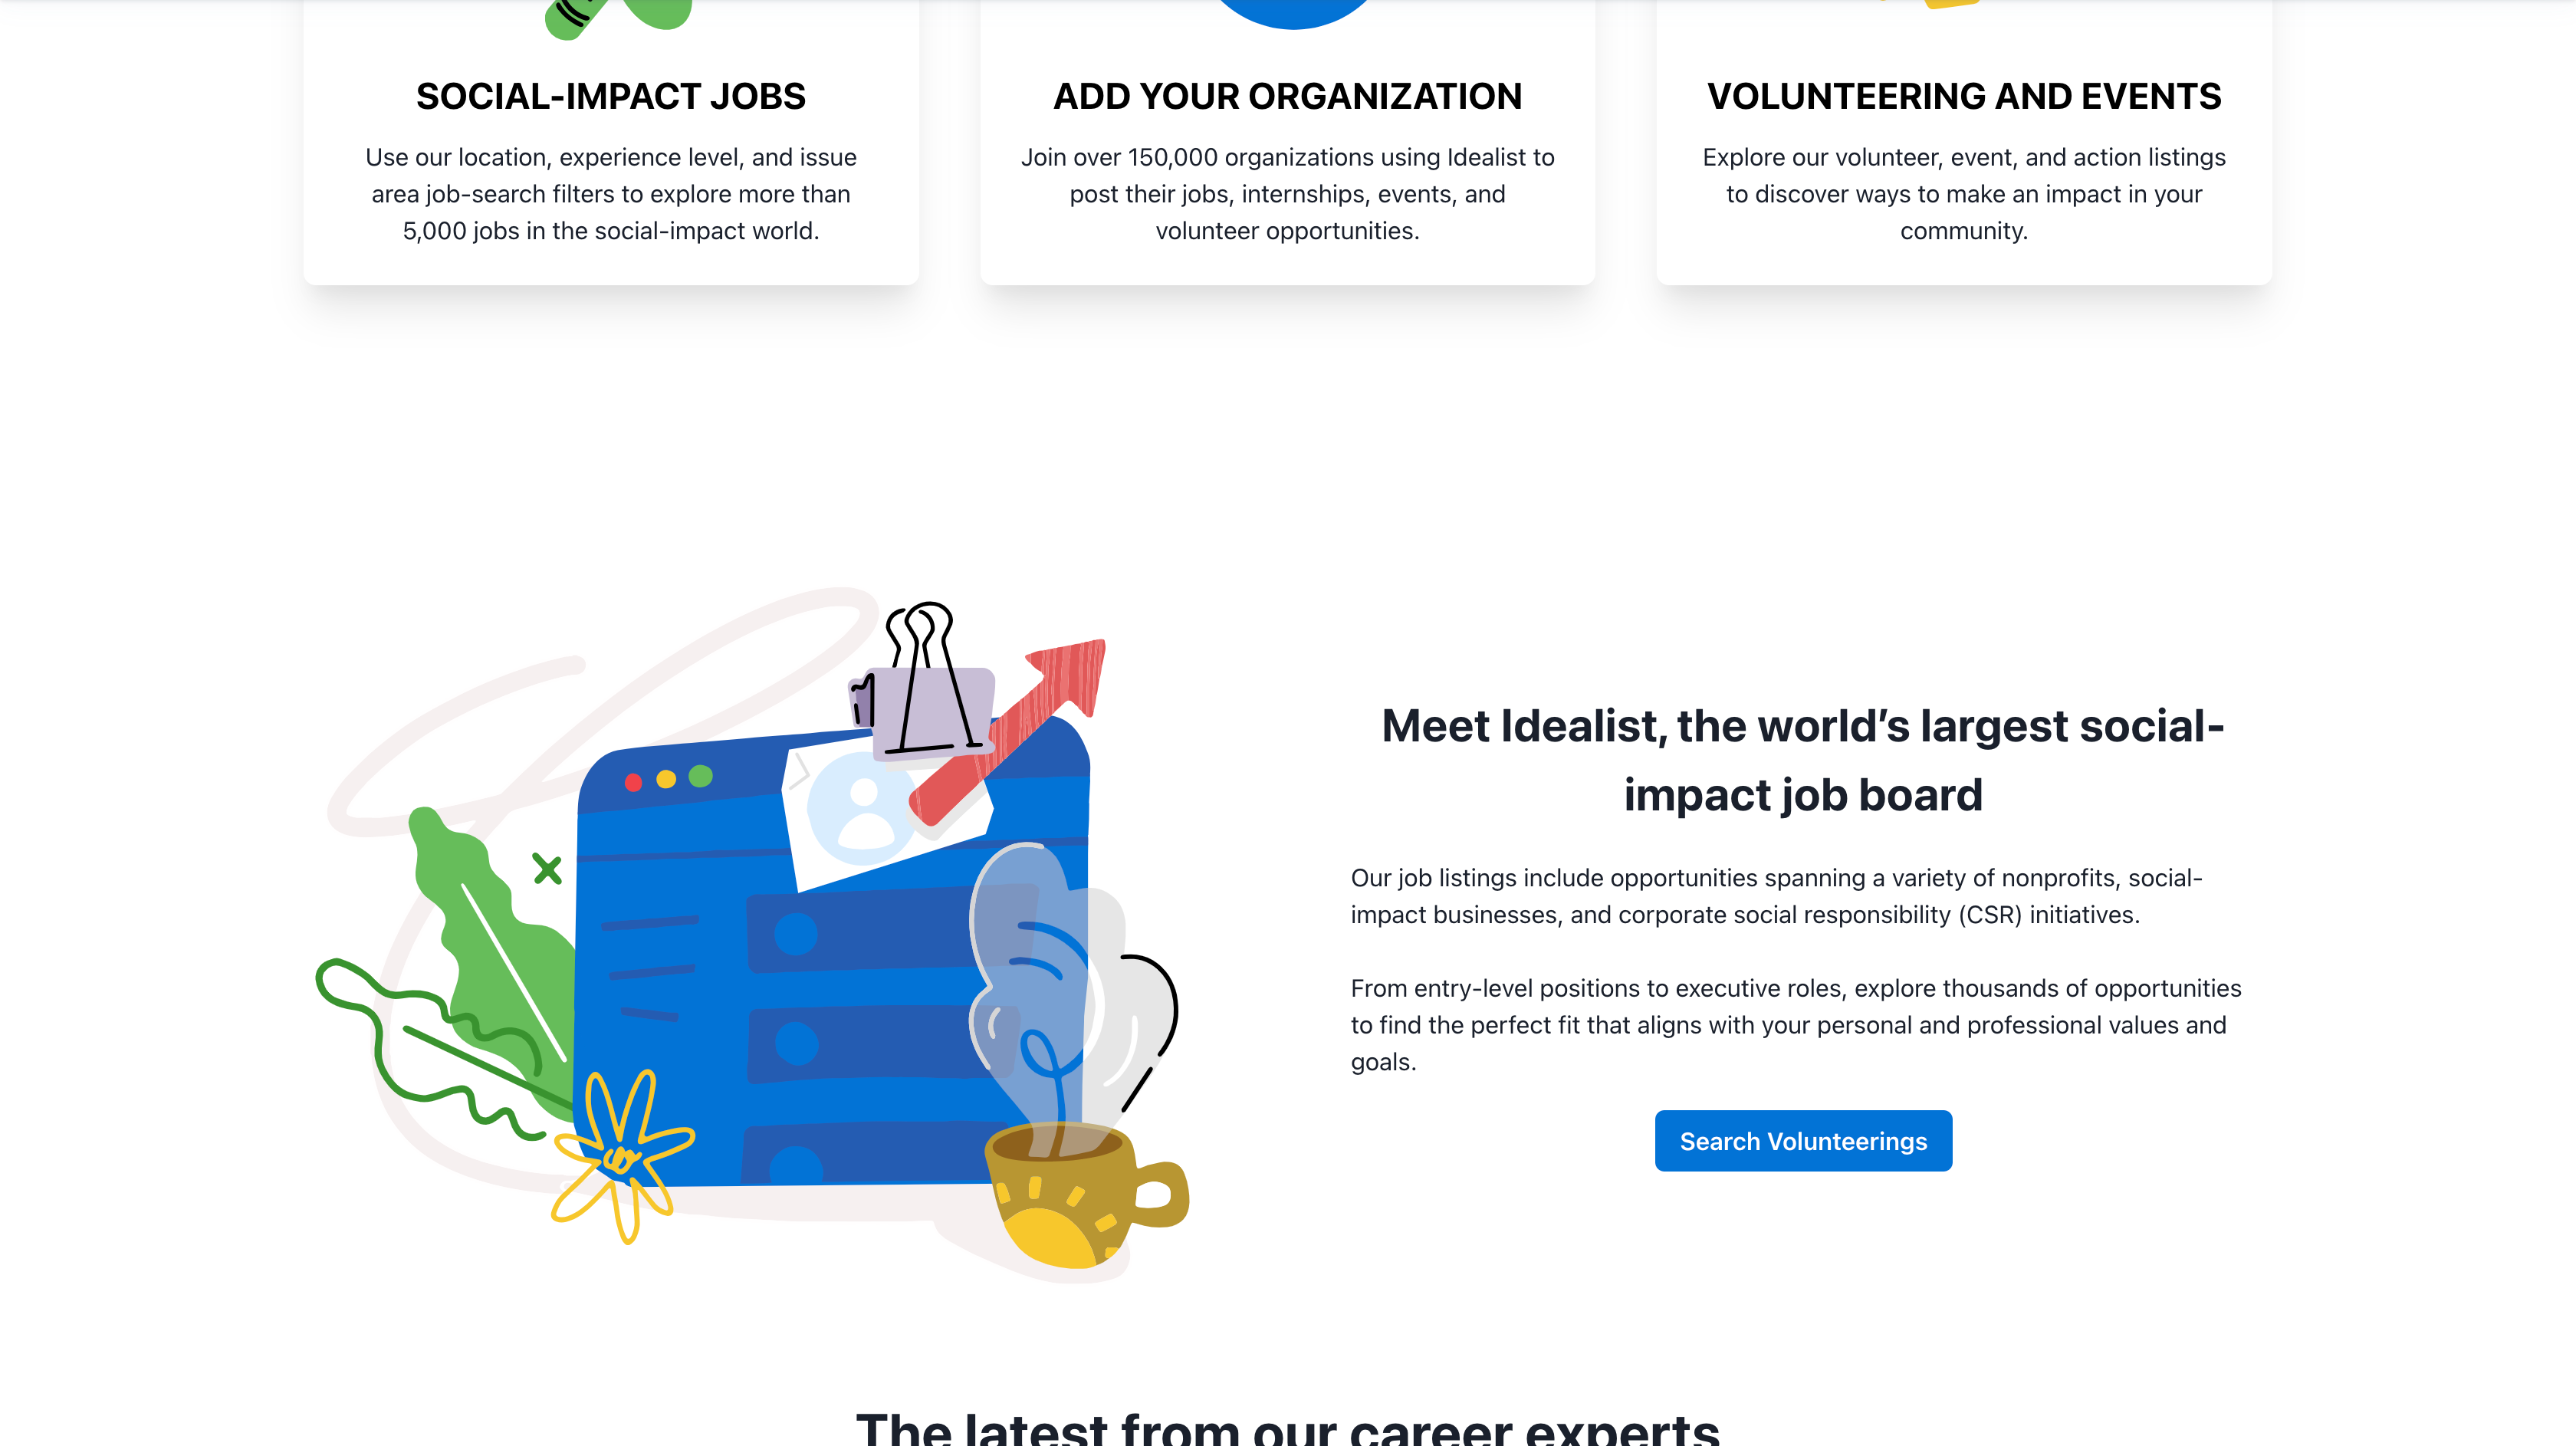 SOCIAL-IMPACT JOBS
Use our location, experience level, and issue
area job-search filters to explore more than
5,000 jobs in the social-impact world.
ADD YOUR ORGANIZATION
Join over 150,000 organizations using Idealist to
post their jobs, internships, events, and
volunteer opportunities.
VOLUNTEERING AND EVENTS
Explore our volunteer, event, and action listings
to discover ways to make an impact in your
community.
Meet Idealist, the world’s largest social-
impact job board
Our job listings include opportunities spanning a variety of nonprofits, social-
impact businesses, and corporate social responsibility (CSR) initiatives.
From entry-level positions to executive roles, explore thousands of opportunities
to find the perfect fit that aligns with your personal and professional values and
goals.
Search Volunteerings
The latest from our career experts